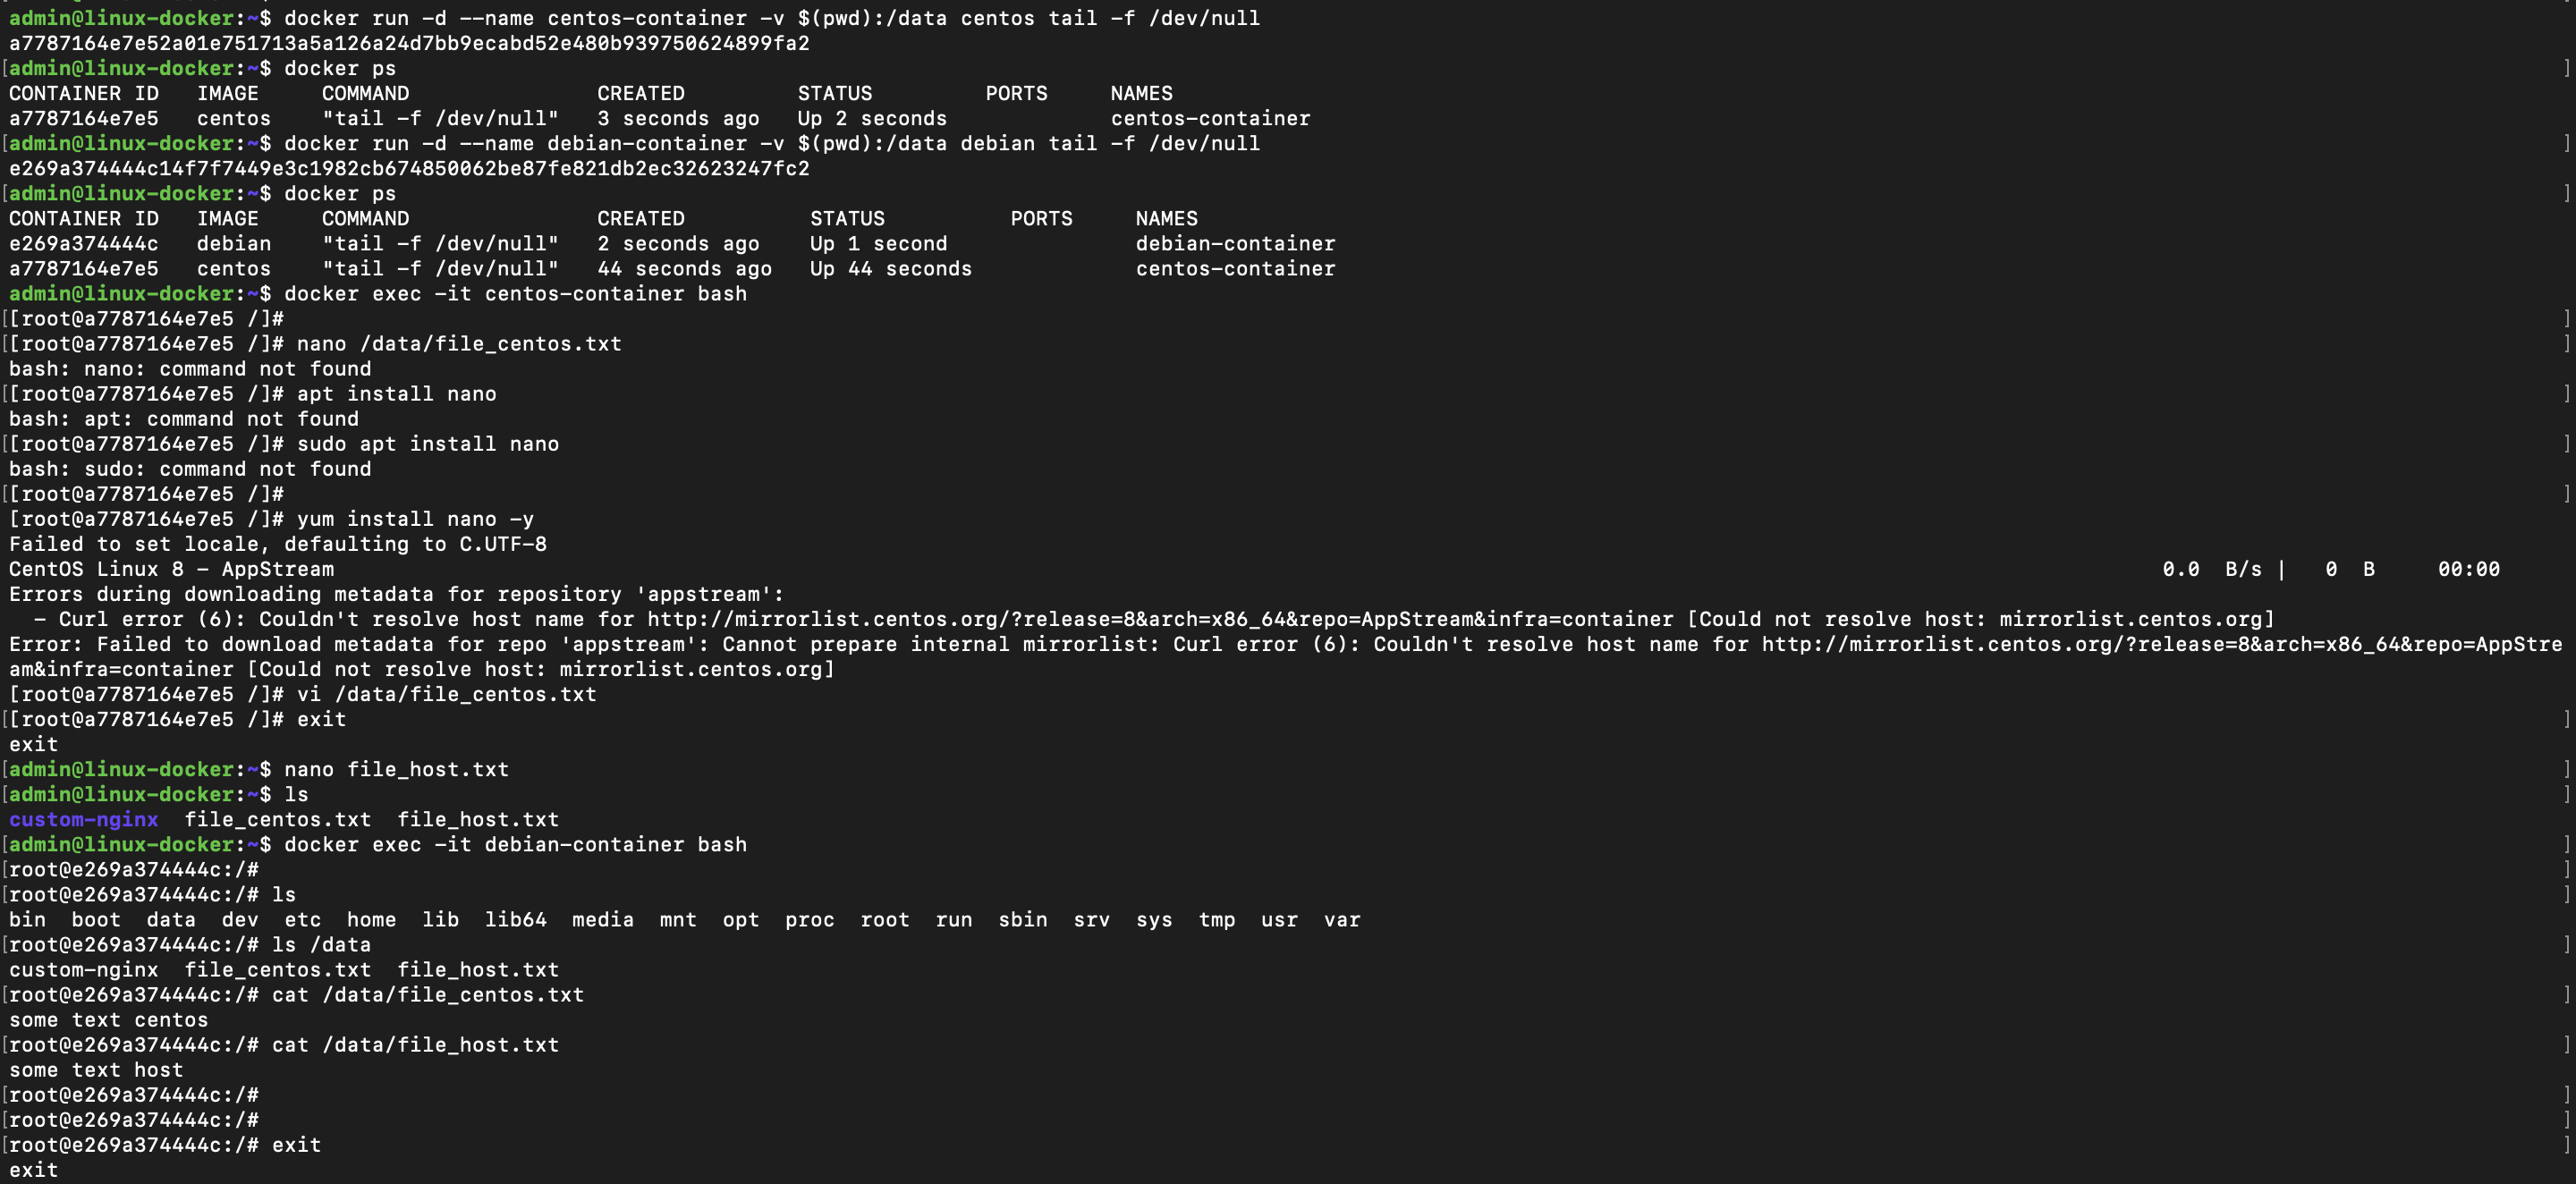 admin@linux-docker:~$ docker run -d --name centos-container -v $(pwd):/data centos tail -f /dev/null
a7787164e7e52a01e751713a5a126a24d7bb9ecabd52e480b939750624899fa2
[admin@linux-docker:~$ docker ps ]
CONTAINER ID   IMAGE     COMMAND               CREATED         STATUS         PORTS     NAMES
a7787164e7e5   centos    "tail -f /dev/null"   3 seconds ago   Up 2 seconds             centos-container
[admin@linux-docker:~$ docker run -d --name debian-container -v $(pwd):/data debian tail -f /dev/null ]
e269a374444c14f7f7449e3c1982cb674850062be87fe821db2ec32623247fc2
[admin@linux-docker:~$ docker ps ]
CONTAINER ID   IMAGE     COMMAND               CREATED          STATUS          PORTS     NAMES
e269a374444c   debian    "tail -f /dev/null"   2 seconds ago    Up 1 second               debian-container
a7787164e7e5   centos    "tail -f /dev/null"   44 seconds ago   Up 44 seconds             centos-container
admin@linux-docker:~$ docker exec -it centos-container bash
[[root@a7787164e7e5 /]# ]
[[root@a7787164e7e5 /]# nano /data/file_centos.txt ]
bash: nano: command not found
[[root@a7787164e7e5 /]# apt install nano ]
bash: apt: command not found
[[root@a7787164e7e5 /]# sudo apt install nano ]
bash: sudo: command not found
[[root@a7787164e7e5 /]# ]
[root@a7787164e7e5 /]# yum install nano -y
Failed to set locale, defaulting to C.UTF-8
CentOS Linux 8 - AppStream 0.0  B/s |   0  B     00:00
Errors during downloading metadata for repository 'appstream':
  - Curl error (6): Couldn't resolve host name for http://mirrorlist.centos.org/?release=8&arch=x86_64&repo=AppStream&infra=container [Could not resolve host: mirrorlist.centos.org]
Error: Failed to download metadata for repo 'appstream': Cannot prepare internal mirrorlist: Curl error (6): Couldn't resolve host name for http://mirrorlist.centos.org/?release=8&arch=x86_64&repo=AppStre
am&infra=container [Could not resolve host: mirrorlist.centos.org]
[root@a7787164e7e5 /]# vi /data/file_centos.txt
[[root@a7787164e7e5 /]# exit ]
exit
[admin@linux-docker:~$ nano file_host.txt ]
[admin@linux-docker:~$ ls ]
custom-nginx  file_centos.txt  file_host.txt
[admin@linux-docker:~$ docker exec -it debian-container bash ]
[root@e269a374444c:/# ]
[root@e269a374444c:/# ls ]
bin  boot  data  dev  etc  home  lib  lib64  media  mnt  opt  proc  root  run  sbin  srv  sys  tmp  usr  var
[root@e269a374444c:/# ls /data ]
custom-nginx  file_centos.txt  file_host.txt
[root@e269a374444c:/# cat /data/file_centos.txt ]
some text centos
[root@e269a374444c:/# cat /data/file_host.txt ]
some text host
[root@e269a374444c:/# ]
[root@e269a374444c:/# ]
[root@e269a374444c:/# exit ]
exit